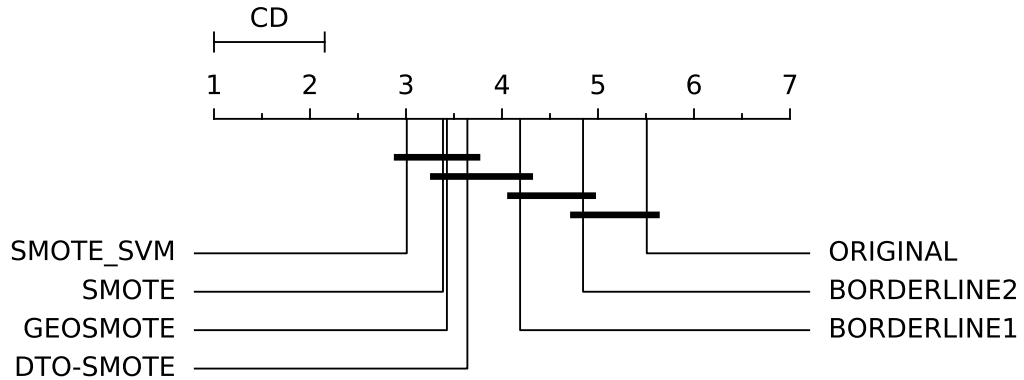 CD
1 2 3 4 5 6 7
SMOTE_SVM ORIGINAL
SMOTE BORDERLINE2
GEOSMOTE BORDERLINE1
DTO-SMOTE